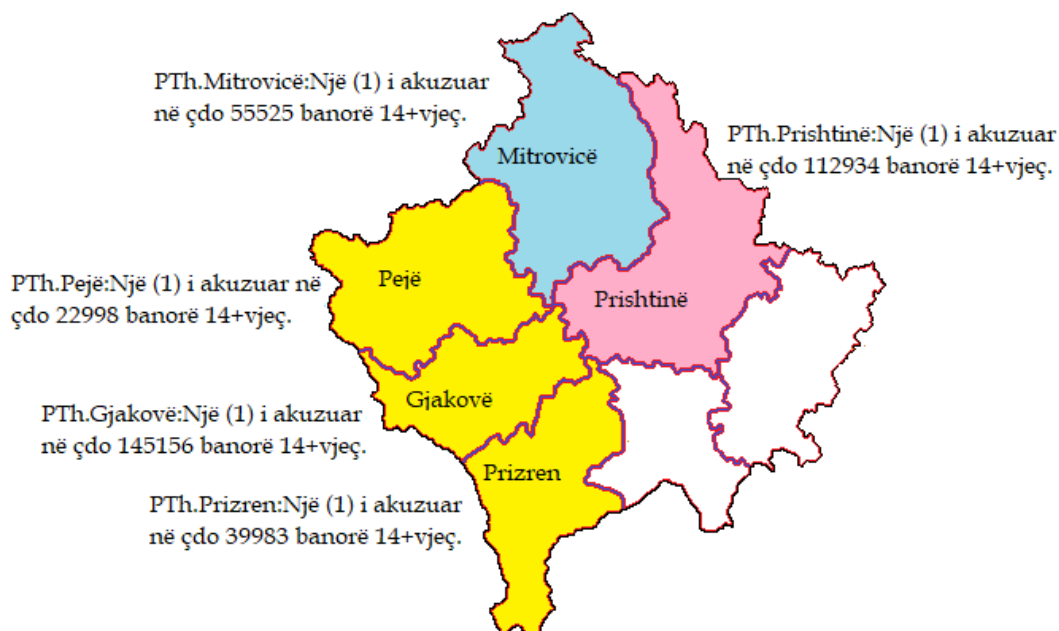 PTh.Mitrovicë:Një (1) i akuzuar
në çdo 55525 banorë 14+vjeç.
PTh.Prishtinë:Një (1) i akuzuar
në çdo 112934 banorë 14+vjeç.
Mitrovicë
Pejë
PTh.Pejë:Një (1) i akuzuar në
çdo 22998 banorë 14+vjeç.
Prishtinë
Gjakovë
PTh.Gjakovë:Një (1) i akuzuar
në çdo 145156 banorë 14+vjeç.
Prizren
PTh.Prizren:Një (1) i akuzuar
në çdo 39983 banorë 14+vjeç.